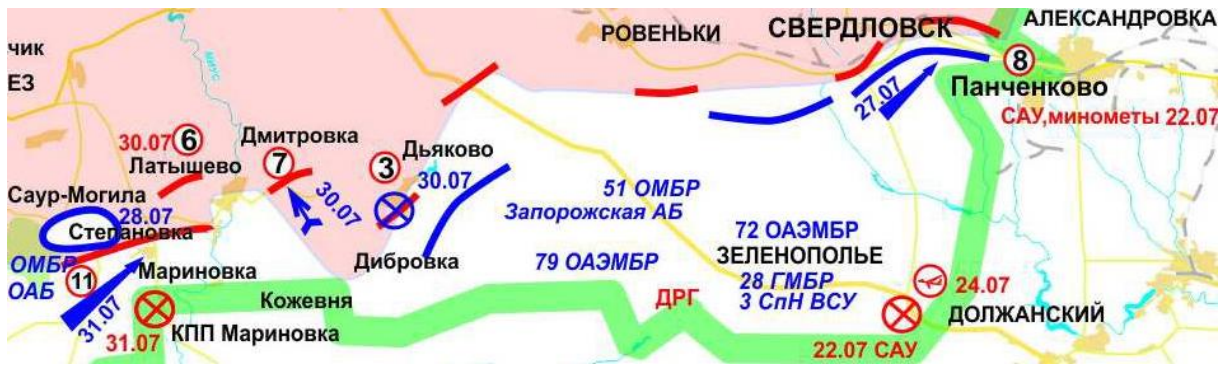 АЛЕКСАНДРОВКА
РОВЕНЬКИ
СВЕРДЛОВСК
чик
ЕЗ
МИУС
8
Панченково
27.07
САУ,минометы 22.07
6
30.07
Латышево
Дмитровка
7
3
Дьяково
30.07
30.07
Саур-Могила
28.07
Степановка
51 ОМБР
Запорожская АБ
72 ОАЭМБР
ЗЕЛЕНОПОЛЬЕ
28 ГМБР
3 СпН ВСУ
79 ОАЭМБР
Дибровка
ОМБР
ОАБ
11
Мариновка
31.07
Кожевня
ДРГ
24.07
ДОЛЖАНСКИЙ
31.07
КПП Мариновка
22.07 САУ